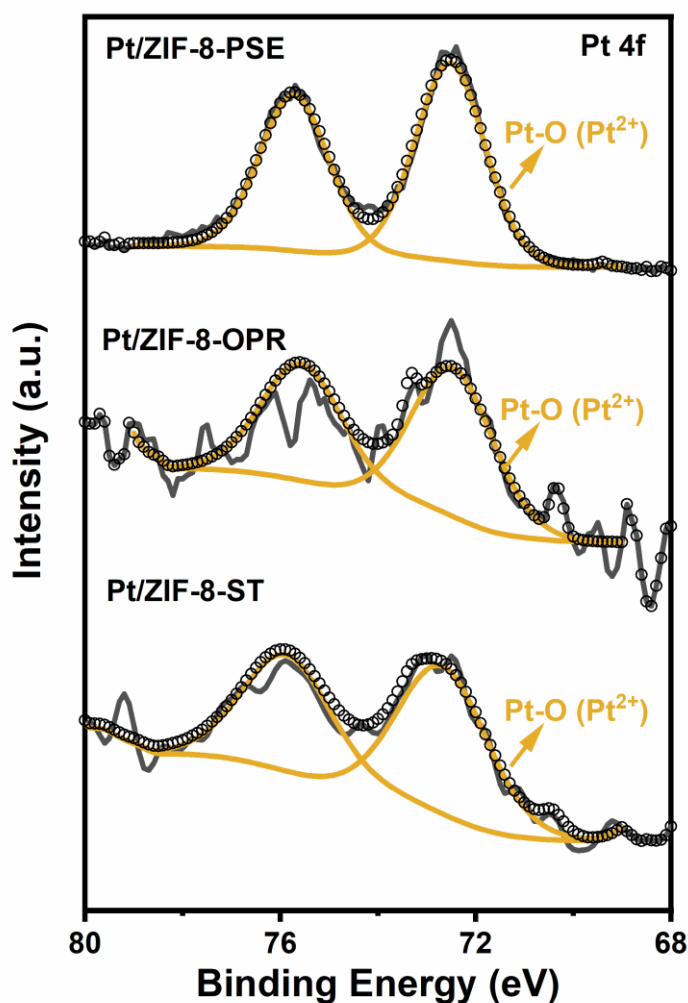 Pt/ZIF-8-PSE
Pt 4f
Pt-O (Pt²⁺)
Pt/ZIF-8-OPR
Pt-O (Pt²⁺)
Pt/ZIF-8-ST
Pt-O (Pt²⁺)
Intensity (a.u.)
80 76 72 68
Binding Energy (eV)